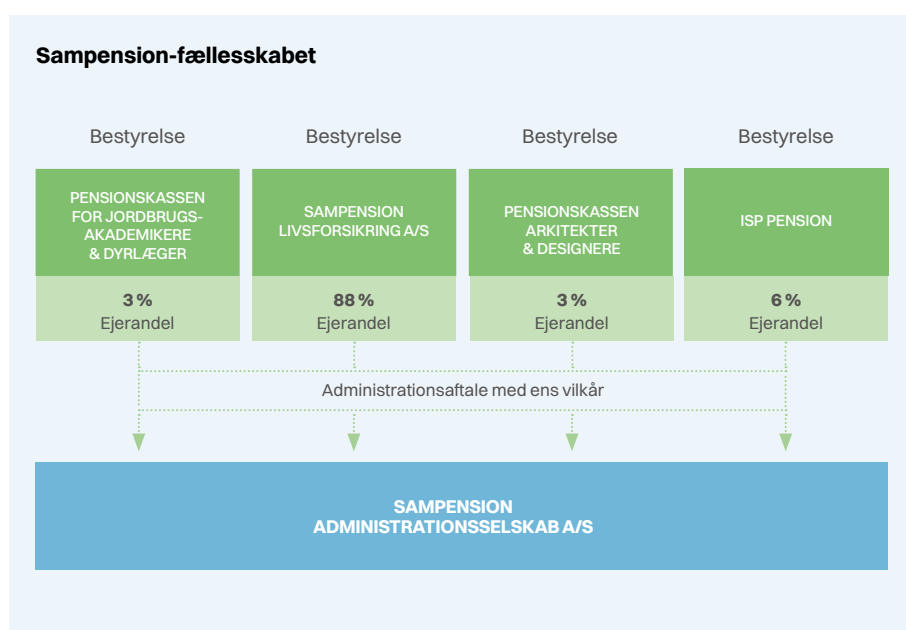 Sampension-fællesskabet
Bestyrelse
Bestyrelse
Bestyrelse
Bestyrelse
PENSIONSKASSEN
FOR JORDBRUGS-
AKADEMIKERE
& DYRLÆGER
3 %
Ejerandel
SAMPENSION
LIVSFORSIKRING A/S
88 %
Ejerandel
PENSIONSKASSEN
ARKITEKTER
& DESIGNERE
3 %
Ejerandel
ISP PENSION
6 %
Ejerandel
Administrationsaftale med ens vilkår
SAMPENSION
ADMINISTRATIONSSELSKAB A/S